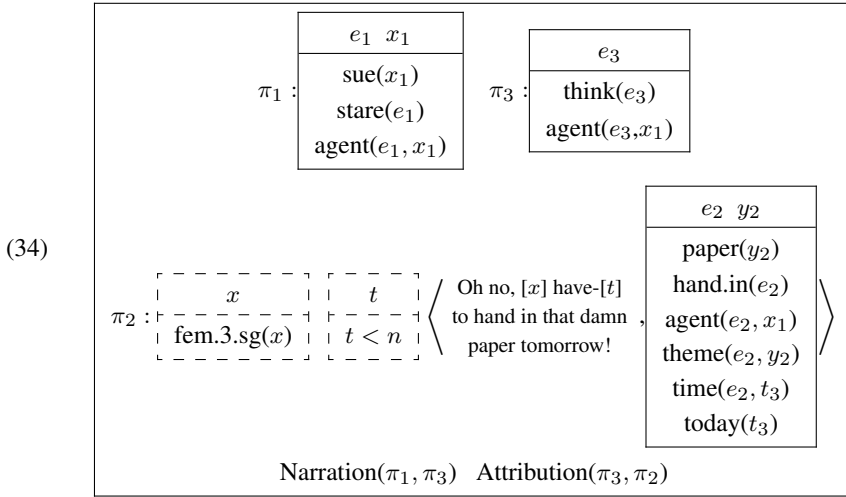 e₁ x₁
π₁ :
sue(x₁)
stare(e₁)
agent(e₁, x₁)
e₃
π₃ :
think(e₃)
agent(e₃,x₁)
(34)
π₂ :
x
fem.3.sg(x)
t
t < n
⟨ Oh no, [x] have-[t]
to hand in that damn
paper tomorrow!
,
e₂ y₂
paper(y₂)
hand.in(e₂)
agent(e₂, x₁)
theme(e₂, y₂)
time(e₂, t₃)
today(t₃)
⟩
Narration(π₁, π₃) Attribution(π₃, π₂)